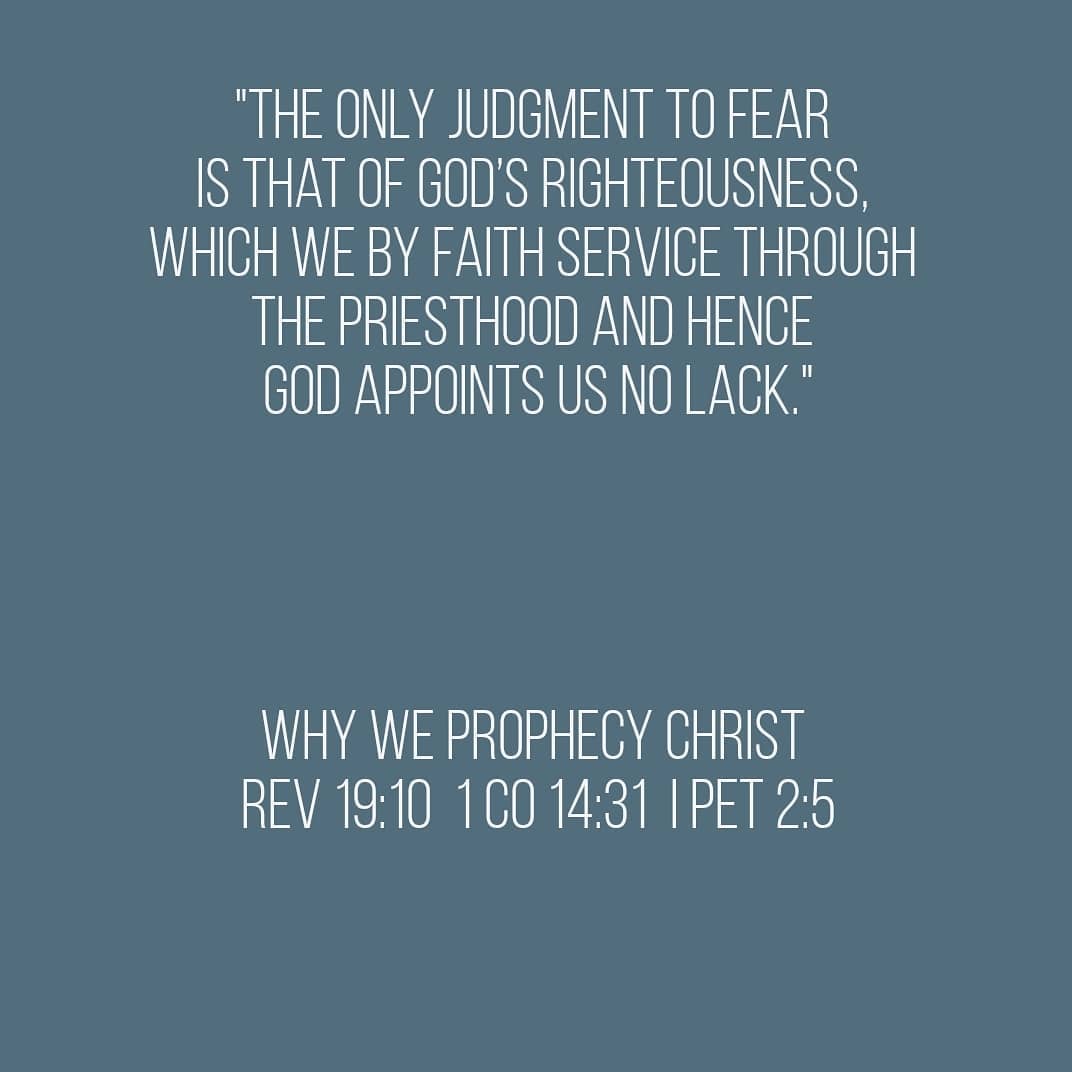 "THE ONLY JUDGMENT TO FEAR
IS THAT OF GOD'S RIGHTEOUSNESS,
WHICH WE BY FAITH SERVICE THROUGH
THE PRIESTHOOD AND HENCE
GOD APPOINTS US NO LACK."
WHY WE PROPHECY CHRIST
REV 19:10 1 CO 14:31 I PET 2:5